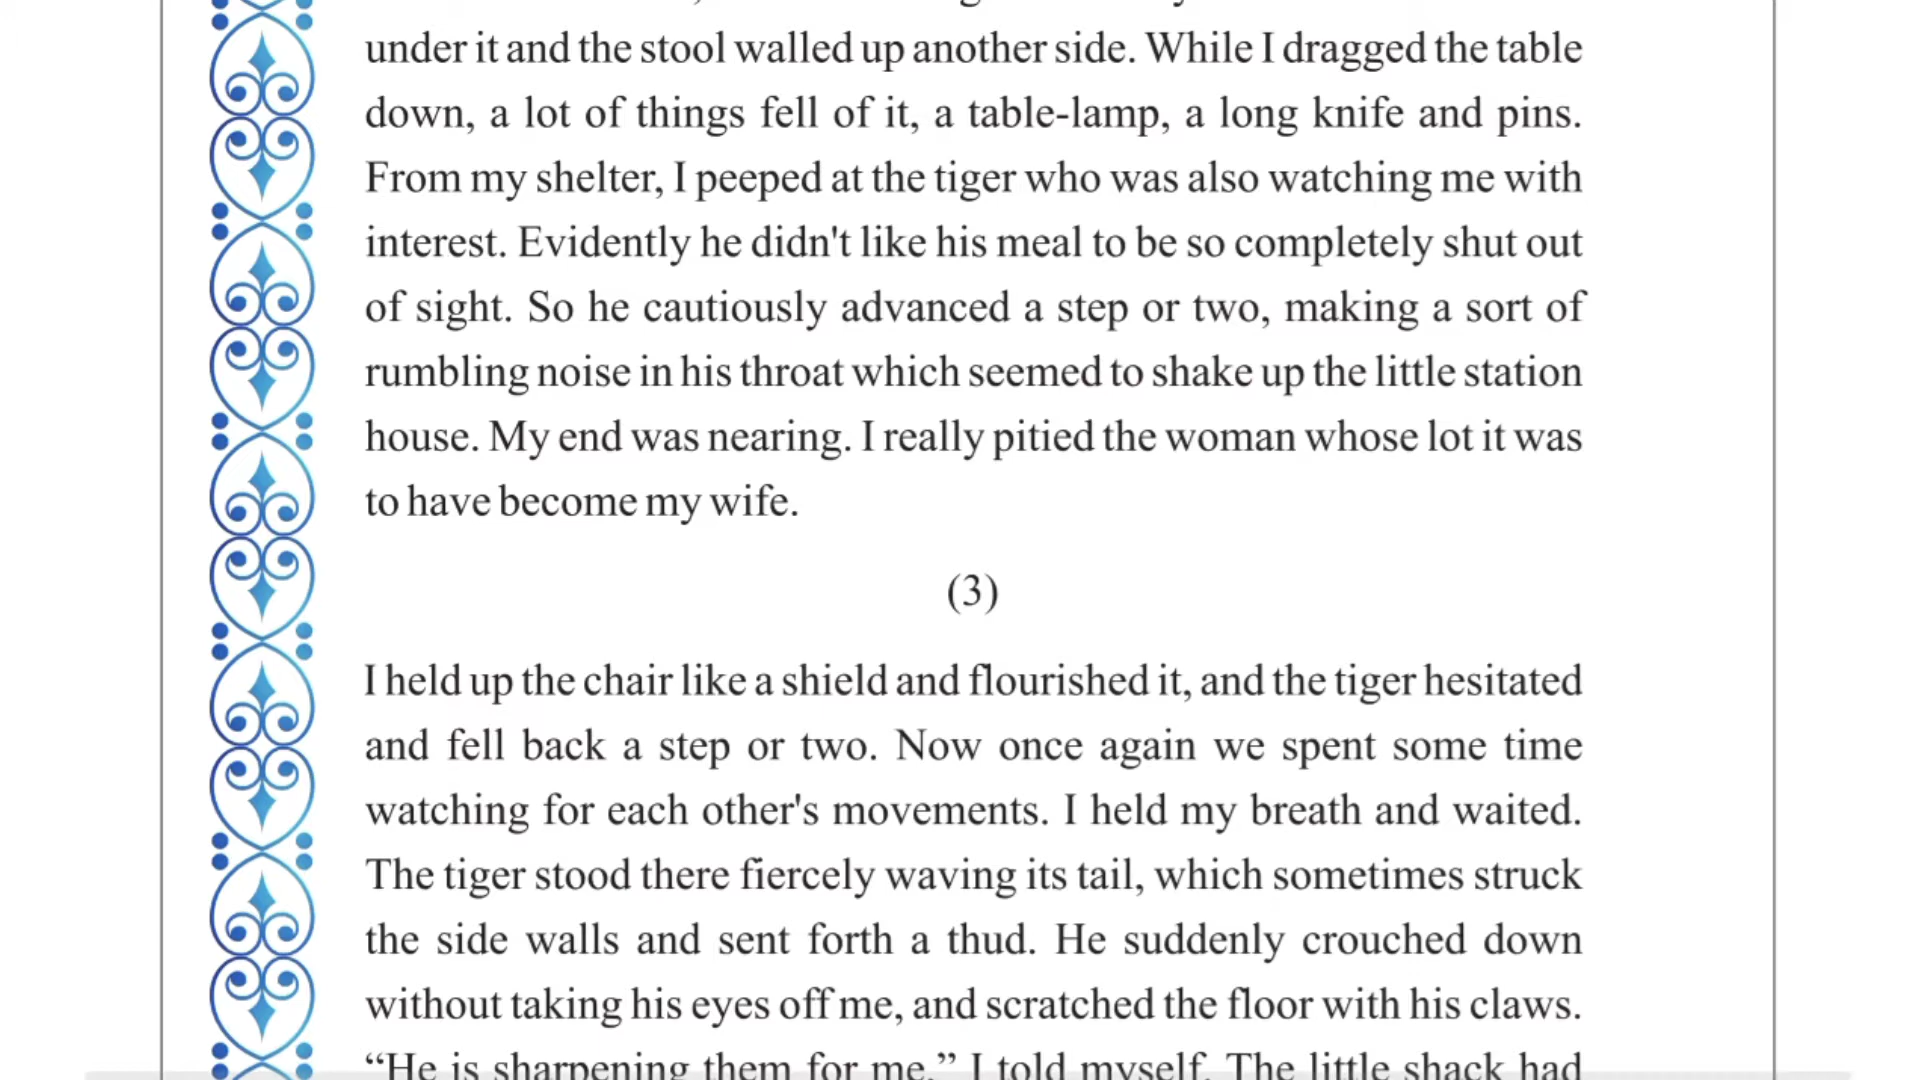 under it and the stool walled up another side. While I dragged the table
down, a lot of things fell of it, a table-lamp, a long knife and pins.
From my shelter, I peeped at the tiger who was also watching me with
interest. Evidently he didn't like his meal to be so completely shut out
of sight. So he cautiously advanced a step or two, making a sort of
rumbling noise in his throat which seemed to shake up the little station
house. My end was nearing. I really pitied the woman whose lot it was
to have become my wife.
(3)
I held up the chair like a shield and flourished it, and the tiger hesitated
and fell back a step or two. Now once again we spent some time
watching for each other's movements. I held my breath and waited.
The tiger stood there fiercely waving its tail, which sometimes struck
the side walls and sent forth a thud. He suddenly crouched down
without taking his eyes off me, and scratched the floor with his claws.
“He is sharpening them for me,” I told myself. The little shack had